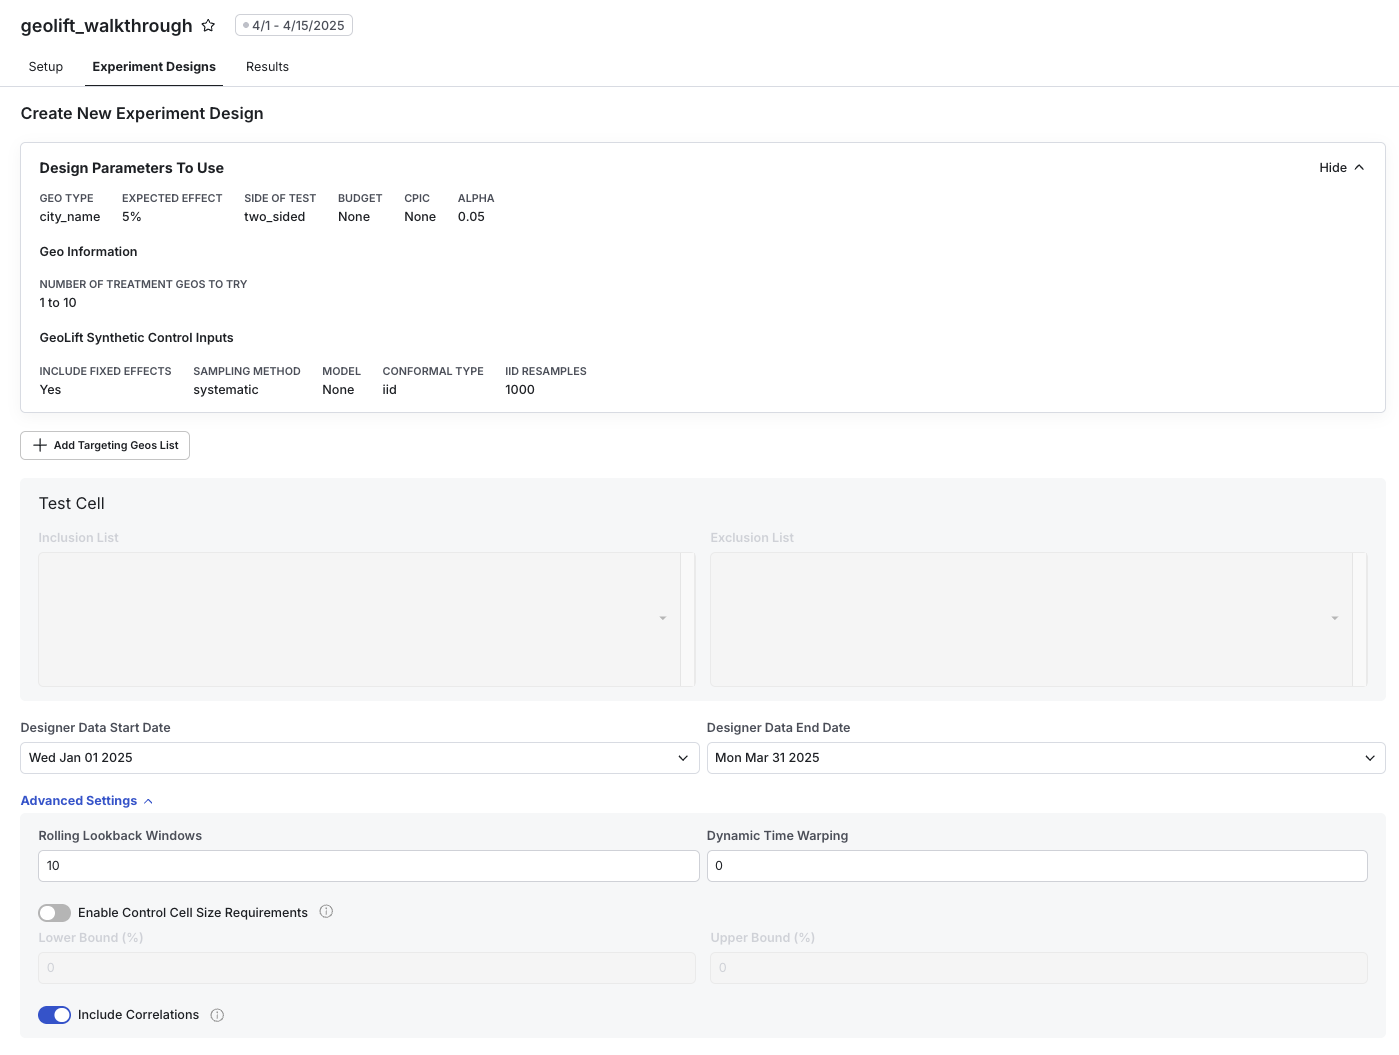 geolift_walkthrough 4/1 - 4/15/2025
Setup Experiment Designs Results
Create New Experiment Design
Design Parameters To Use Hide
GEO TYPE EXPECTED EFFECT SIDE OF TEST BUDGET CPIC ALPHA
city_name 5% two_sided None None 0.05
Geo Information
NUMBER OF TREATMENT GEOS TO TRY
1 to 10
GeoLift Synthetic Control Inputs
INCLUDE FIXED EFFECTS SAMPLING METHOD MODEL CONFORMAL TYPE IID RESAMPLES
Yes systematic None iid 1000
Add Targeting Geos List
Test Cell
Inclusion List Exclusion List
Designer Data Start Date Designer Data End Date
Wed Jan 01 2025 Mon Mar 31 2025
Advanced Settings
Rolling Lookback Windows Dynamic Time Warping
10 0
Enable Control Cell Size Requirements
Lower Bound (%) Upper Bound (%)
0 0
Include Correlations